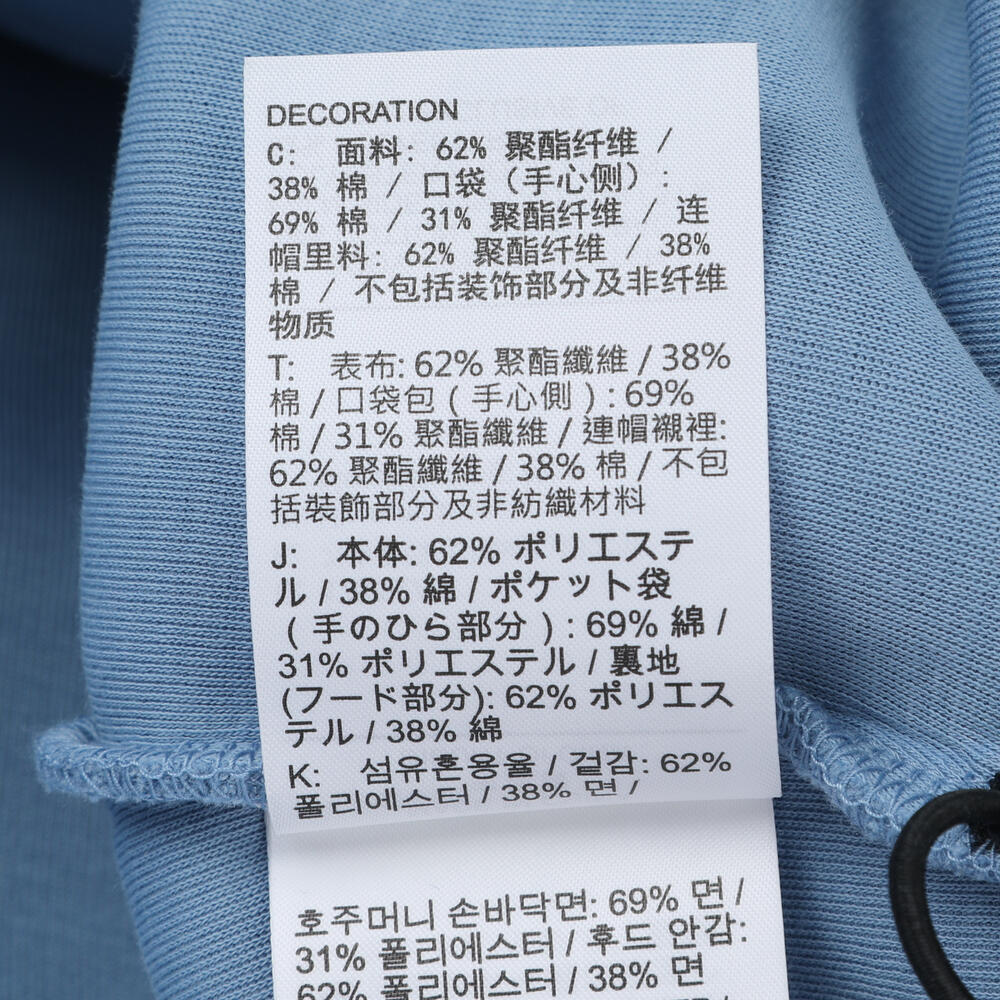 DECORATION
C: 面料: 62% 聚酯纤维 /
38% 棉 / 口袋（手心侧）:
69% 棉 / 31% 聚酯纤维 / 连
帽里料: 62% 聚酯纤维 / 38%
棉 / 不包括装饰部分及非纤维
物质
T: 表布: 62% 聚酯纖維 / 38%
棉 / 口袋包 ( 手心側 ) : 69%
棉 / 31% 聚酯纖維 / 連帽襯裡:
62% 聚酯纖維 / 38% 棉 / 不包
括裝飾部分及非紡織材料
J: 本体: 62% ポリエステ
ル / 38% 綿 / ポケット袋
( 手のひら部分 ) : 69% 綿 /
31% ポリエステル / 裏地
(フード部分): 62% ポリエス
テル / 38% 綿
K: 섬유혼용율 / 겉감: 62%
폴리에스터 / 38% 면 /
호주머니 손바닥면: 69% 면 /
31% 폴리에스터 / 후드 안감:
62% 폴리에스터 / 38% 면